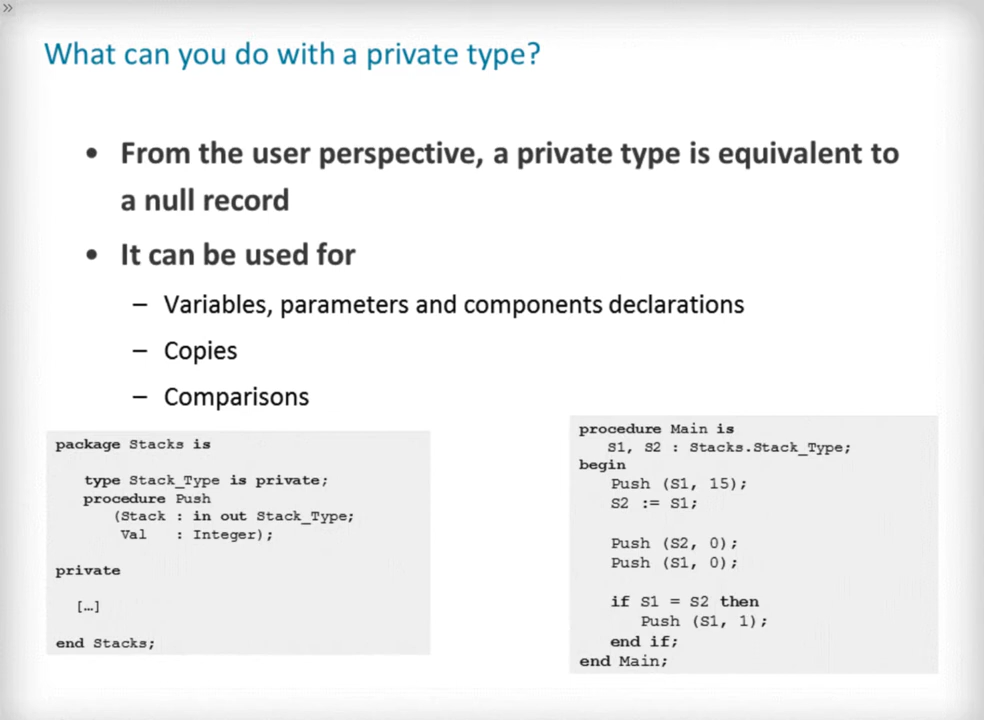 »
What can you do with a private type?
• From the user perspective, a private type is equivalent to
a null record
• It can be used for
– Variables, parameters and components declarations
– Copies
– Comparisons
package Stacks is
type Stack_Type is private;
procedure Push
(Stack : in out Stack_Type;
Val : Integer);
private
[…]
end Stacks;
procedure Main is
S1, S2 : Stacks.Stack_Type;
begin
Push (S1, 15);
S2 := S1;
Push (S2, 0);
Push (S1, 0);
if S1 = S2 then
Push (S1, 1);
end if;
end Main;